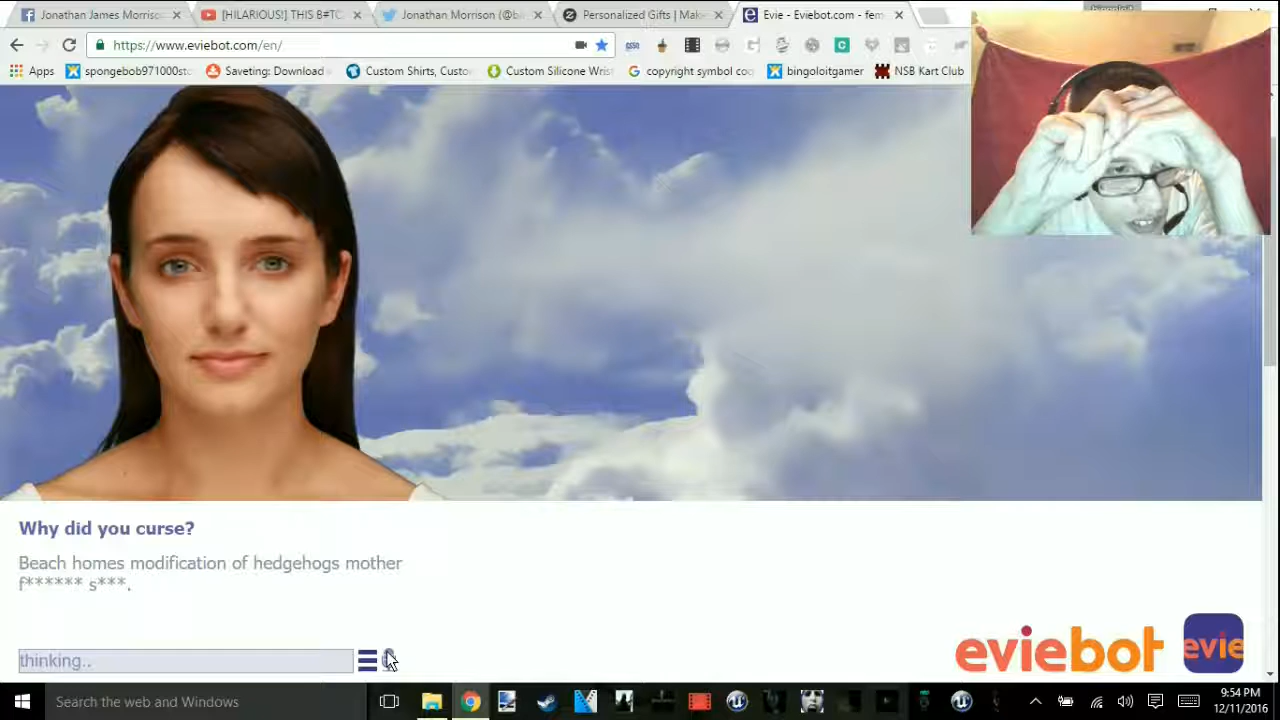 Jonathan James Morriso
[HILARIOUS!] THIS B#TC
Jonathan Morrison (@b
Personalized Gifts | Make
Evie - Eviebot.com - fem
https://www.eviebot.com/en/
Apps
spongebob971000sto
Saveting: Download
Custom Shirts, Custo
Custom Silicone Wris
copyright symbol co
bingoloitgamer
NSB Kart Club
Why did you curse?
Beach homes modification of hedgehogs mother
f****** s***.
thinking..
eviebot
evie
Search the web and Windows
9:54 PM
12/11/2016